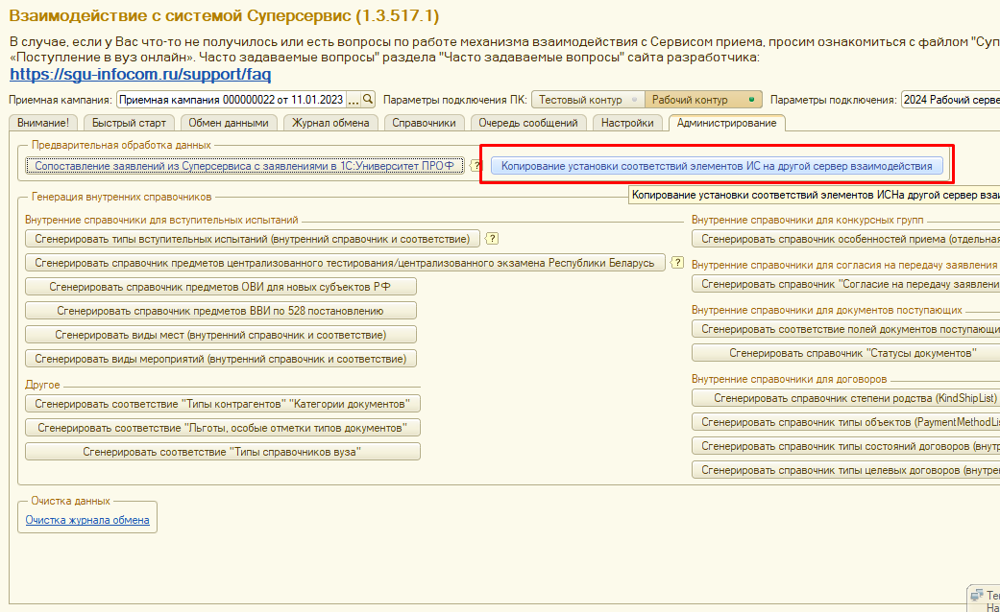 Взаимодействие с системой Суперсервис (1.3.517.1)
В случае, если у Вас что-то не получилось или есть вопросы по работе механизма взаимодействия с Сервисом приема, просим ознакомиться с файлом "Суп
«Поступление в вуз онлайн». Часто задаваемые вопросы" раздела "Часто задаваемые вопросы" сайта разработчика:
https://sgu-infocom.ru/support/faq
Приемная кампания: Приемная кампания 000000022 от 11.01.2023 ... Параметры подключения ПК: Тестовый контур Рабочий контур Параметры подключения: 2024 Рабочий серве
Внимание! Быстрый старт Обмен данными Журнал обмена Справочники Очередь сообщений Настройки Администрирование
Предварительная обработка данных
Сопоставление заявлений из Суперсервиса с заявлениями в 1С:Университет ПРОФ ? Копирование установки соответствий элементов ИС на другой сервер взаимодействия
Копирование установки соответствий элементов ИСНа другой сервер взаи
Генерация внутренних справочников
Внутренние справочники для вступительных испытаний
Сгенерировать типы вступительных испытаний (внутренний справочник и соответствие) ?
Сгенерировать справочник предметов централизованного тестирования/централизованного экзамена Республики Беларусь ?
Сгенерировать справочник предметов ОВИ для новых субъектов РФ
Сгенерировать справочник предметов ВВИ по 528 постановлению
Сгенерировать виды мест (внутренний справочник и соответствие)
Сгенерировать виды мероприятий (внутренний справочник и соответствие)
Другое
Сгенерировать соответствие "Типы контрагентов" "Категории документов"
Сгенерировать соответствие "Льготы, особые отметки типов документов"
Сгенерировать соответствие "Типы справочников вуза"
Внутренние справочники для конкурсных групп
Сгенерировать справочник особенностей приема (отдельная
Внутренние справочники для согласия на передачу заявления
Сгенерировать справочник "Согласие на передачу заявлени
Внутренние справочники для документов поступающих
Сгенерировать соответствие полей документов поступающи
Сгенерировать справочник "Статусы документов"
Внутренние справочники для договоров
Сгенерировать справочник степени родства (KindShipList)
Сгенерировать справочник типы объектов (PaymentMethodLis
Сгенерировать справочник типы состояний договоров (внутр
Сгенерировать справочник типы целевых договоров (внутрен
Очистка данных
Очистка журнала обмена
Те
На